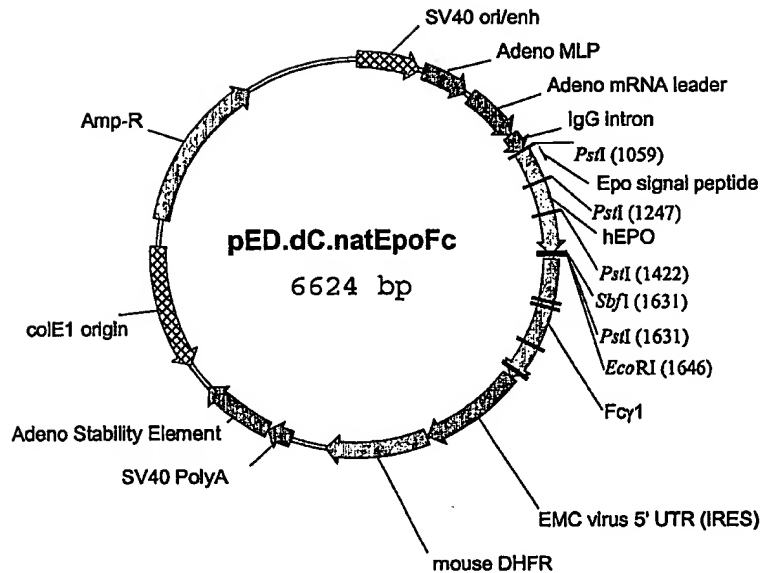 SV40 ori/enh
Adeno MLP
Adeno mRNA leader
IgG intron
PstI (1059)
Epo signal peptide
PstI (1247)
hEPO
PstI (1422)
SbfI (1631)
PstI (1631)
EcoRI (1646)
Fcγ1
EMC virus 5' UTR (IRES)
mouse DHFR
SV40 PolyA
Adeno Stability Element
colE1 origin
Amp-R
pED.dC.natEpoFc
6624 bp